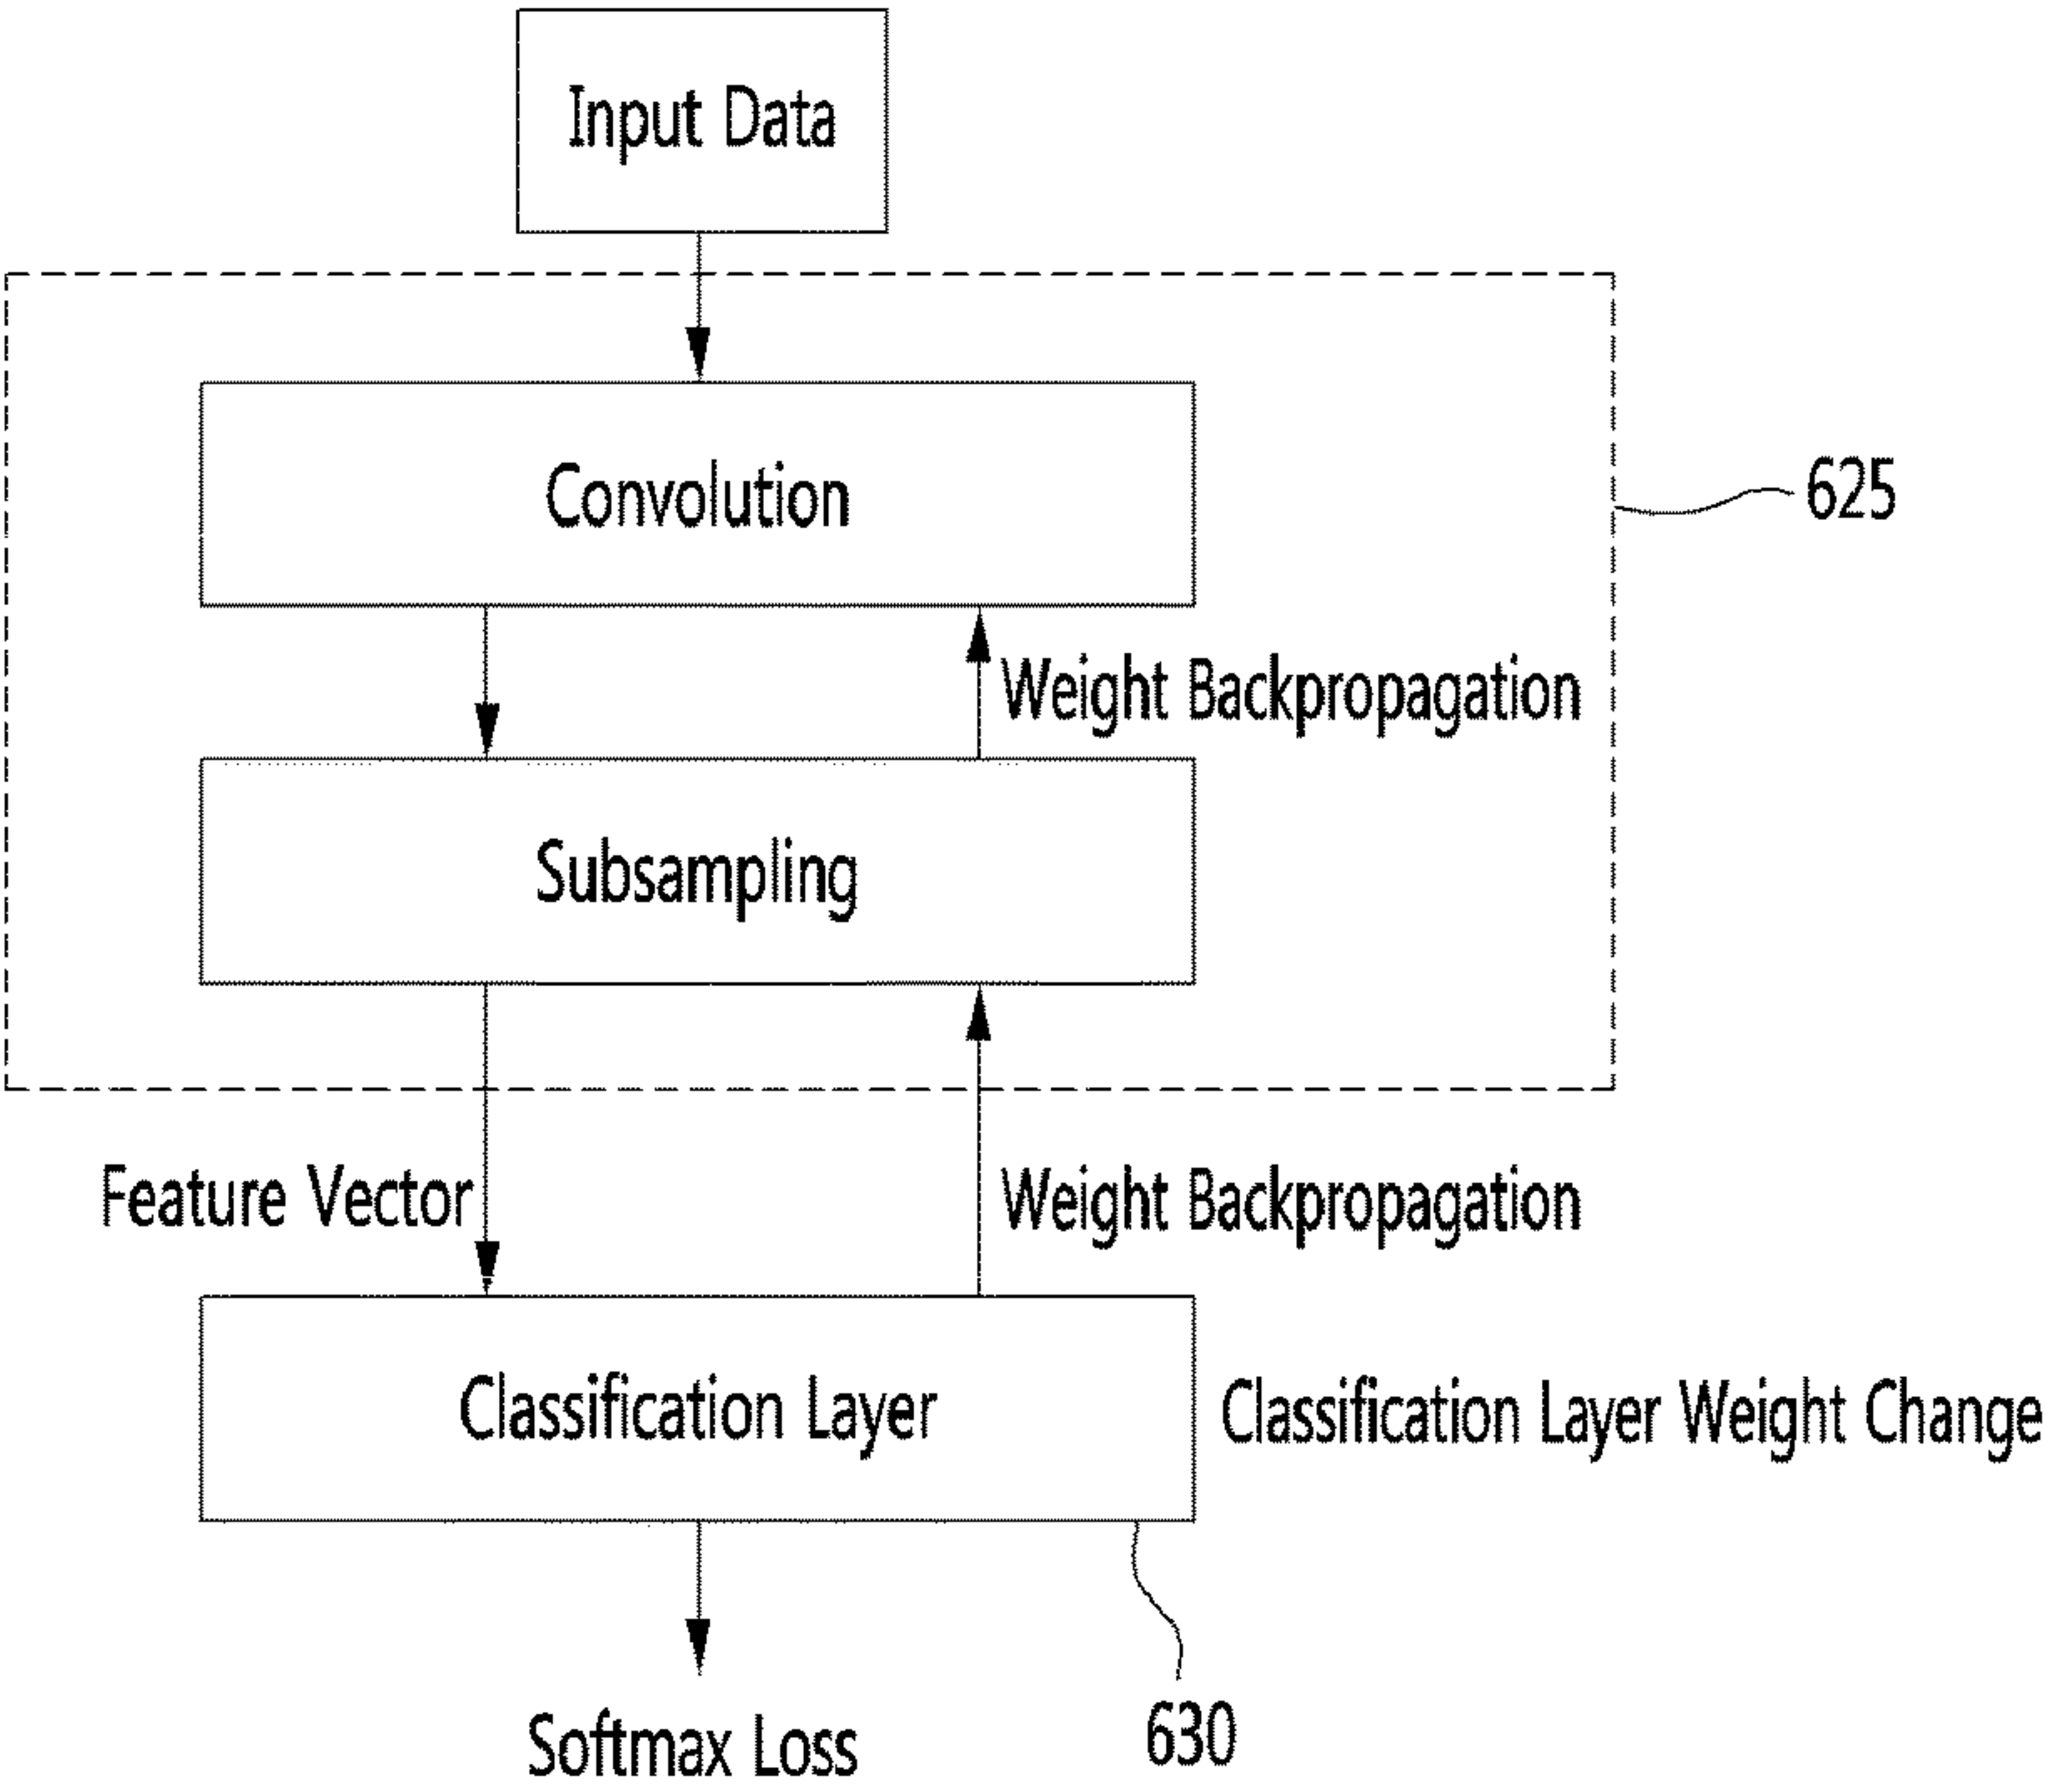 Input Data
Convolution
625
Weight Backpropagation
Subsampling
Feature Vector
Weight Backpropagation
Classification Layer
Classification Layer Weight Change
Softmax Loss
630